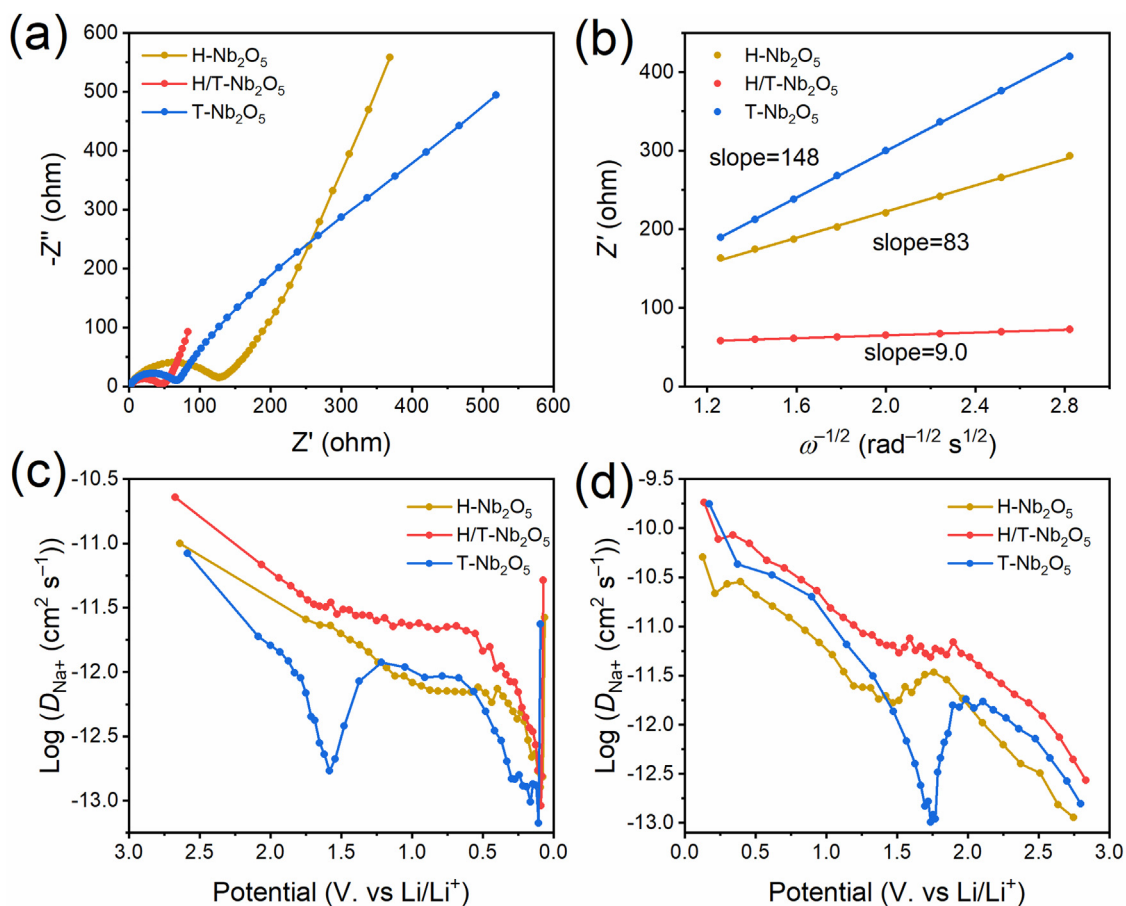 (a)
600
500
400
300
200
100
0
-Z″ (ohm)
H-Nb₂O₅
H/T-Nb₂O₅
T-Nb₂O₅
0 100 200 300 400 500 600
Z′ (ohm)
(b)
400
300
200
100
0
Z′ (ohm)
H-Nb₂O₅
H/T-Nb₂O₅
T-Nb₂O₅
slope=148
slope=83
slope=9.0
1.2 1.6 2.0 2.4 2.8
ω⁻¹/² (rad⁻¹/² s¹/²)
(c)
-10.5
-11.0
-11.5
-12.0
-12.5
-13.0
Log (D_Na+ (cm² s⁻¹))
H-Nb₂O₅
H/T-Nb₂O₅
T-Nb₂O₅
3.0 2.5 2.0 1.5 1.0 0.5 0.0
Potential (V. vs Li/Li⁺)
(d)
-9.5
-10.0
-10.5
-11.0
-11.5
-12.0
-12.5
-13.0
Log (D_Na+ (cm² s⁻¹))
H-Nb₂O₅
H/T-Nb₂O₅
T-Nb₂O₅
0.0 0.5 1.0 1.5 2.0 2.5 3.0
Potential (V. vs Li/Li⁺)